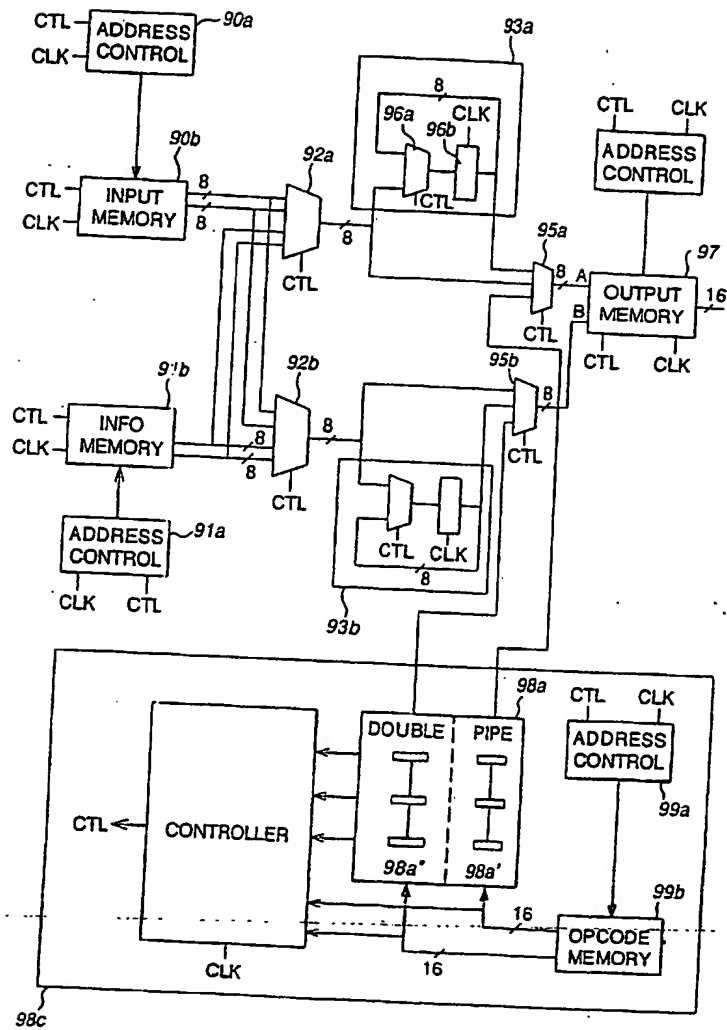 90a
CTL
ADDRESS
CONTROL
CLK
90b
CTL
INPUT
MEMORY
CLK
8
8
92a
CTL
8
93a
8
CLK
96a
96b
CTL
CTL
CLK
ADDRESS
CONTROL
95a
8
A
97
OUTPUT
MEMORY
16
B
CTL
CTL
CLK
91b
CTL
INFO
MEMORY
CLK
8
8
92b
CTL
8
95b
8
CTL
ADDRESS
CONTROL
91a
CLK
CTL
CTL
CLK
8
93b
98a
DOUBLE
PIPE
CTL
CLK
ADDRESS
CONTROL
99a
CTL
CONTROLLER
98a"
98a'
99b
16
OPCODE
MEMORY
16
CLK
98c